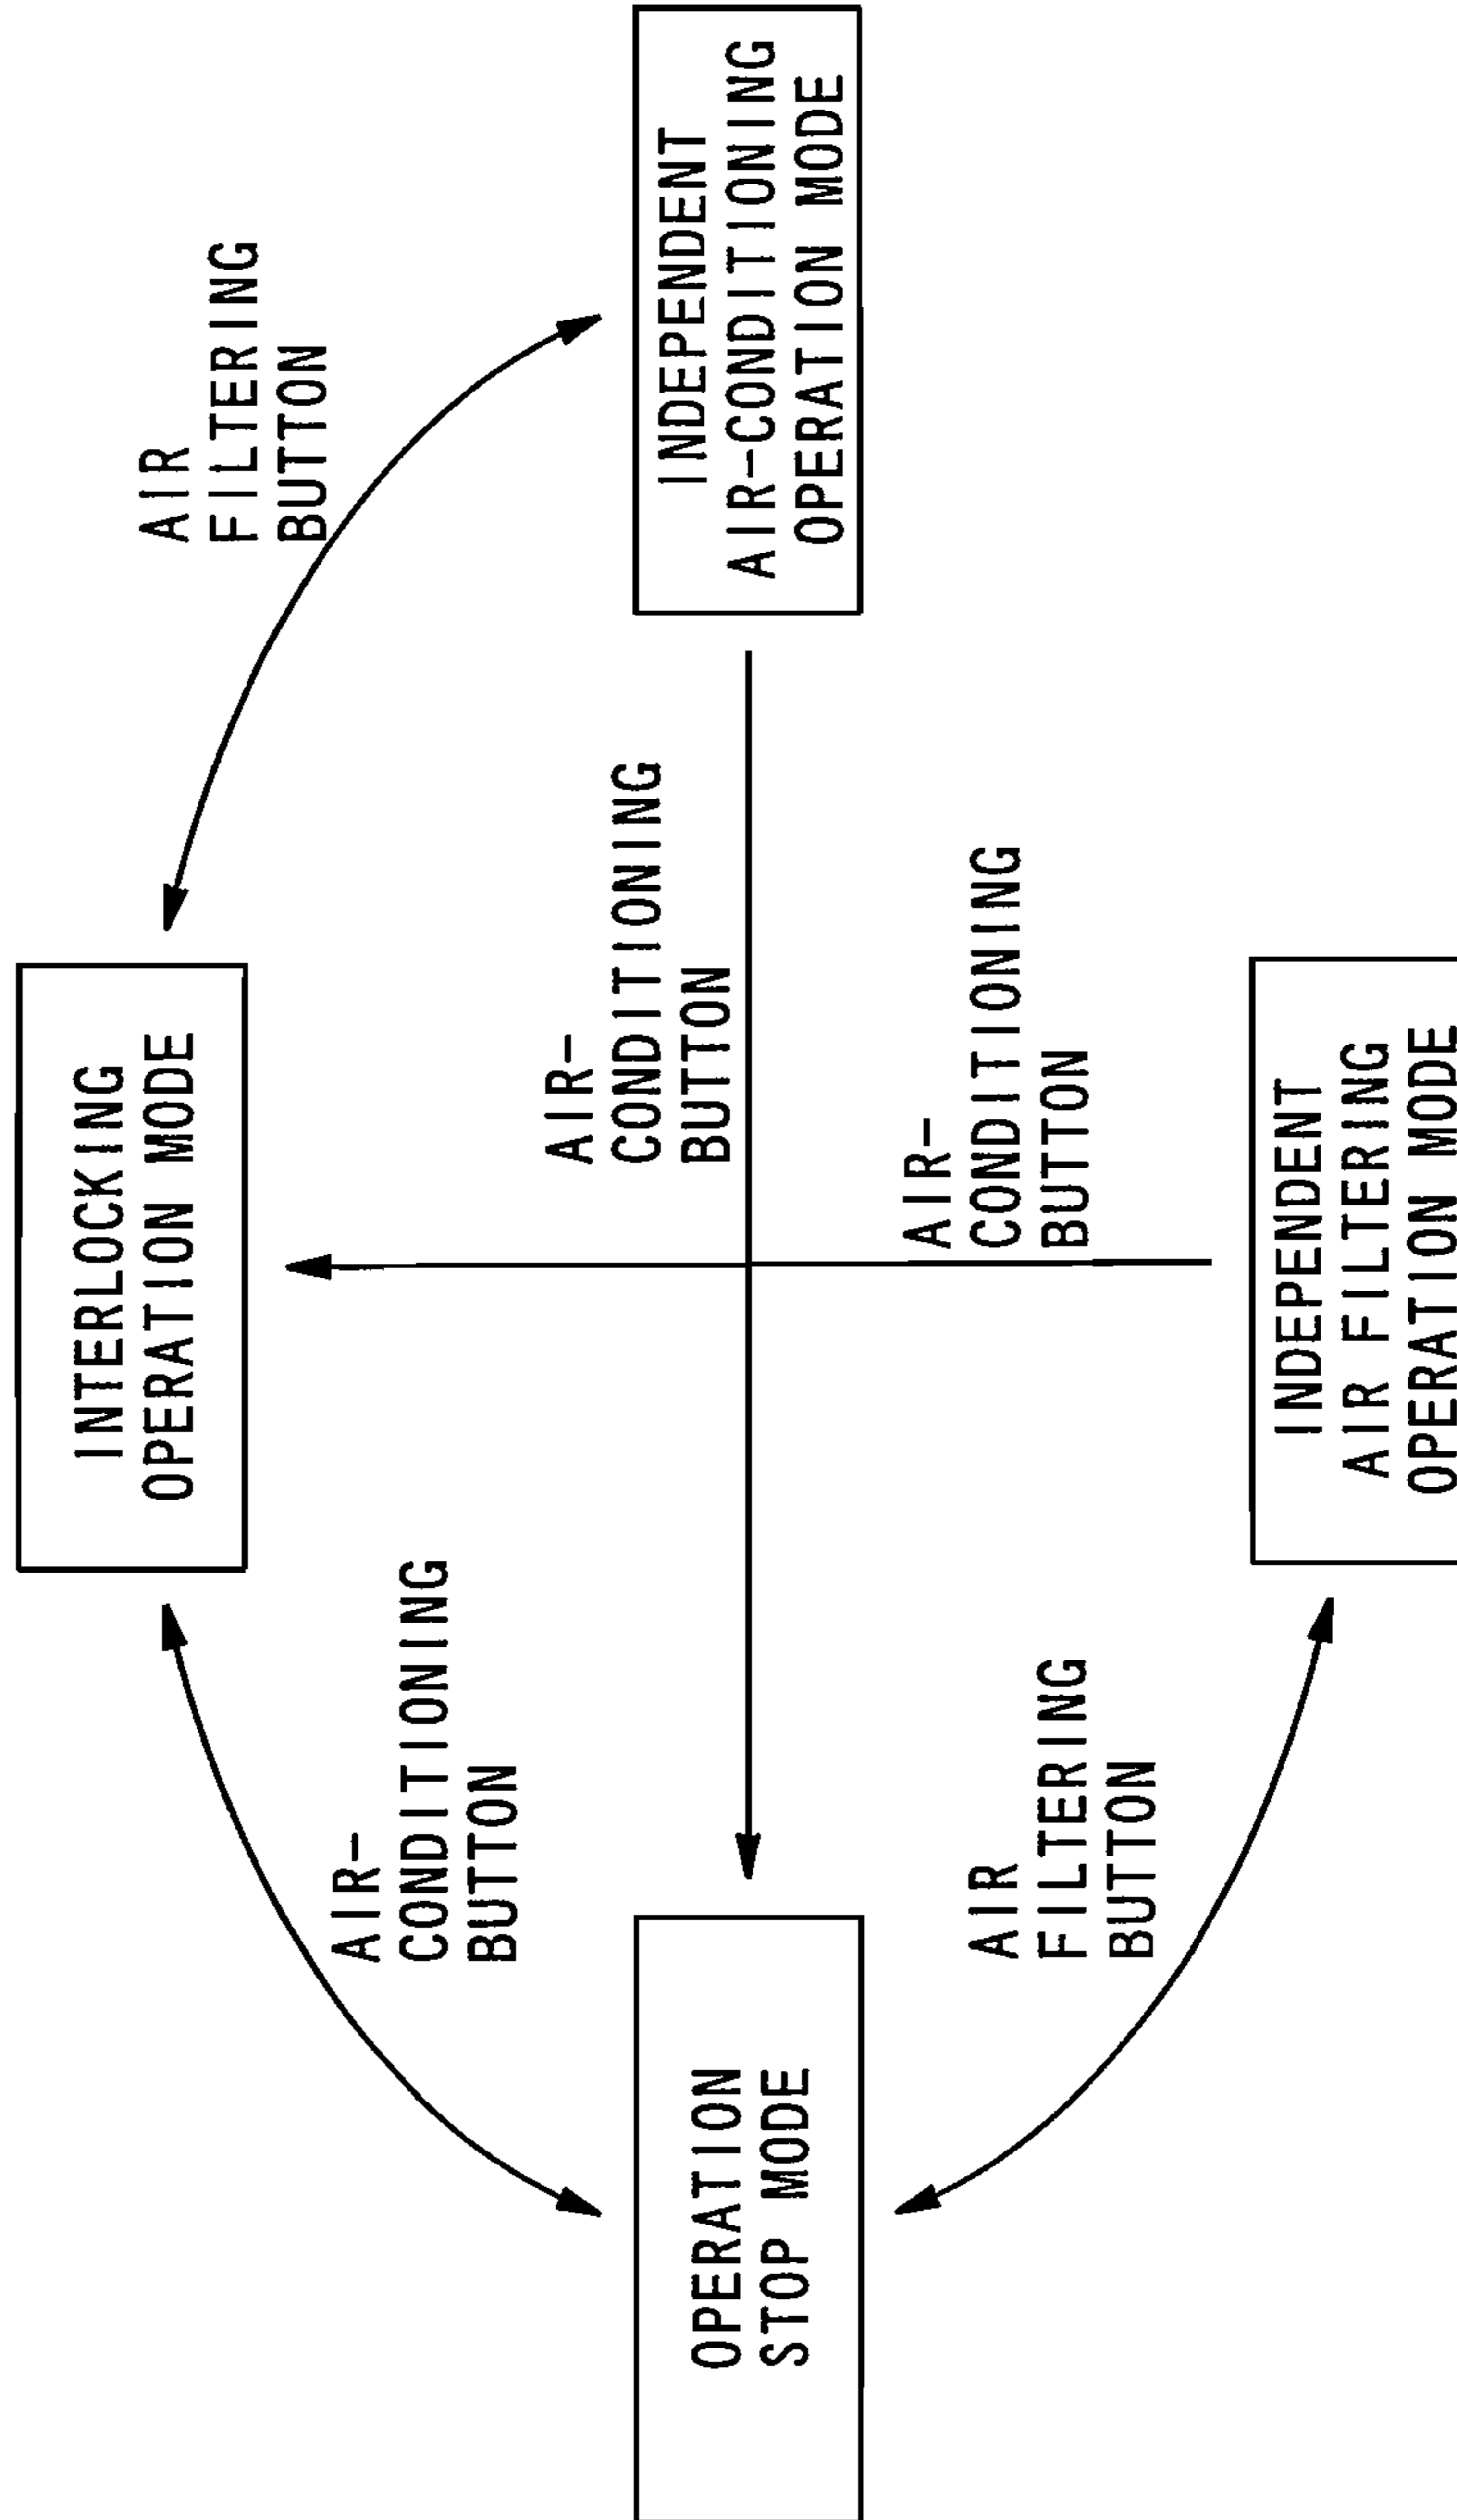 INTERLOCKING
OPERATION MODE
AIR
FILTERING
BUTTON
AIR-
CONDITIONING
BUTTON
AIR-
CONDITIONING
BUTTON
OPERATION
STOP MODE
INDEPENDENT
AIR-CONDITIONING
OPERATION MODE
AIR-
CONDITIONING
BUTTON
AIR
FILTERING
BUTTON
INDEPENDENT
AIR FILTERING
OPERATION MODE